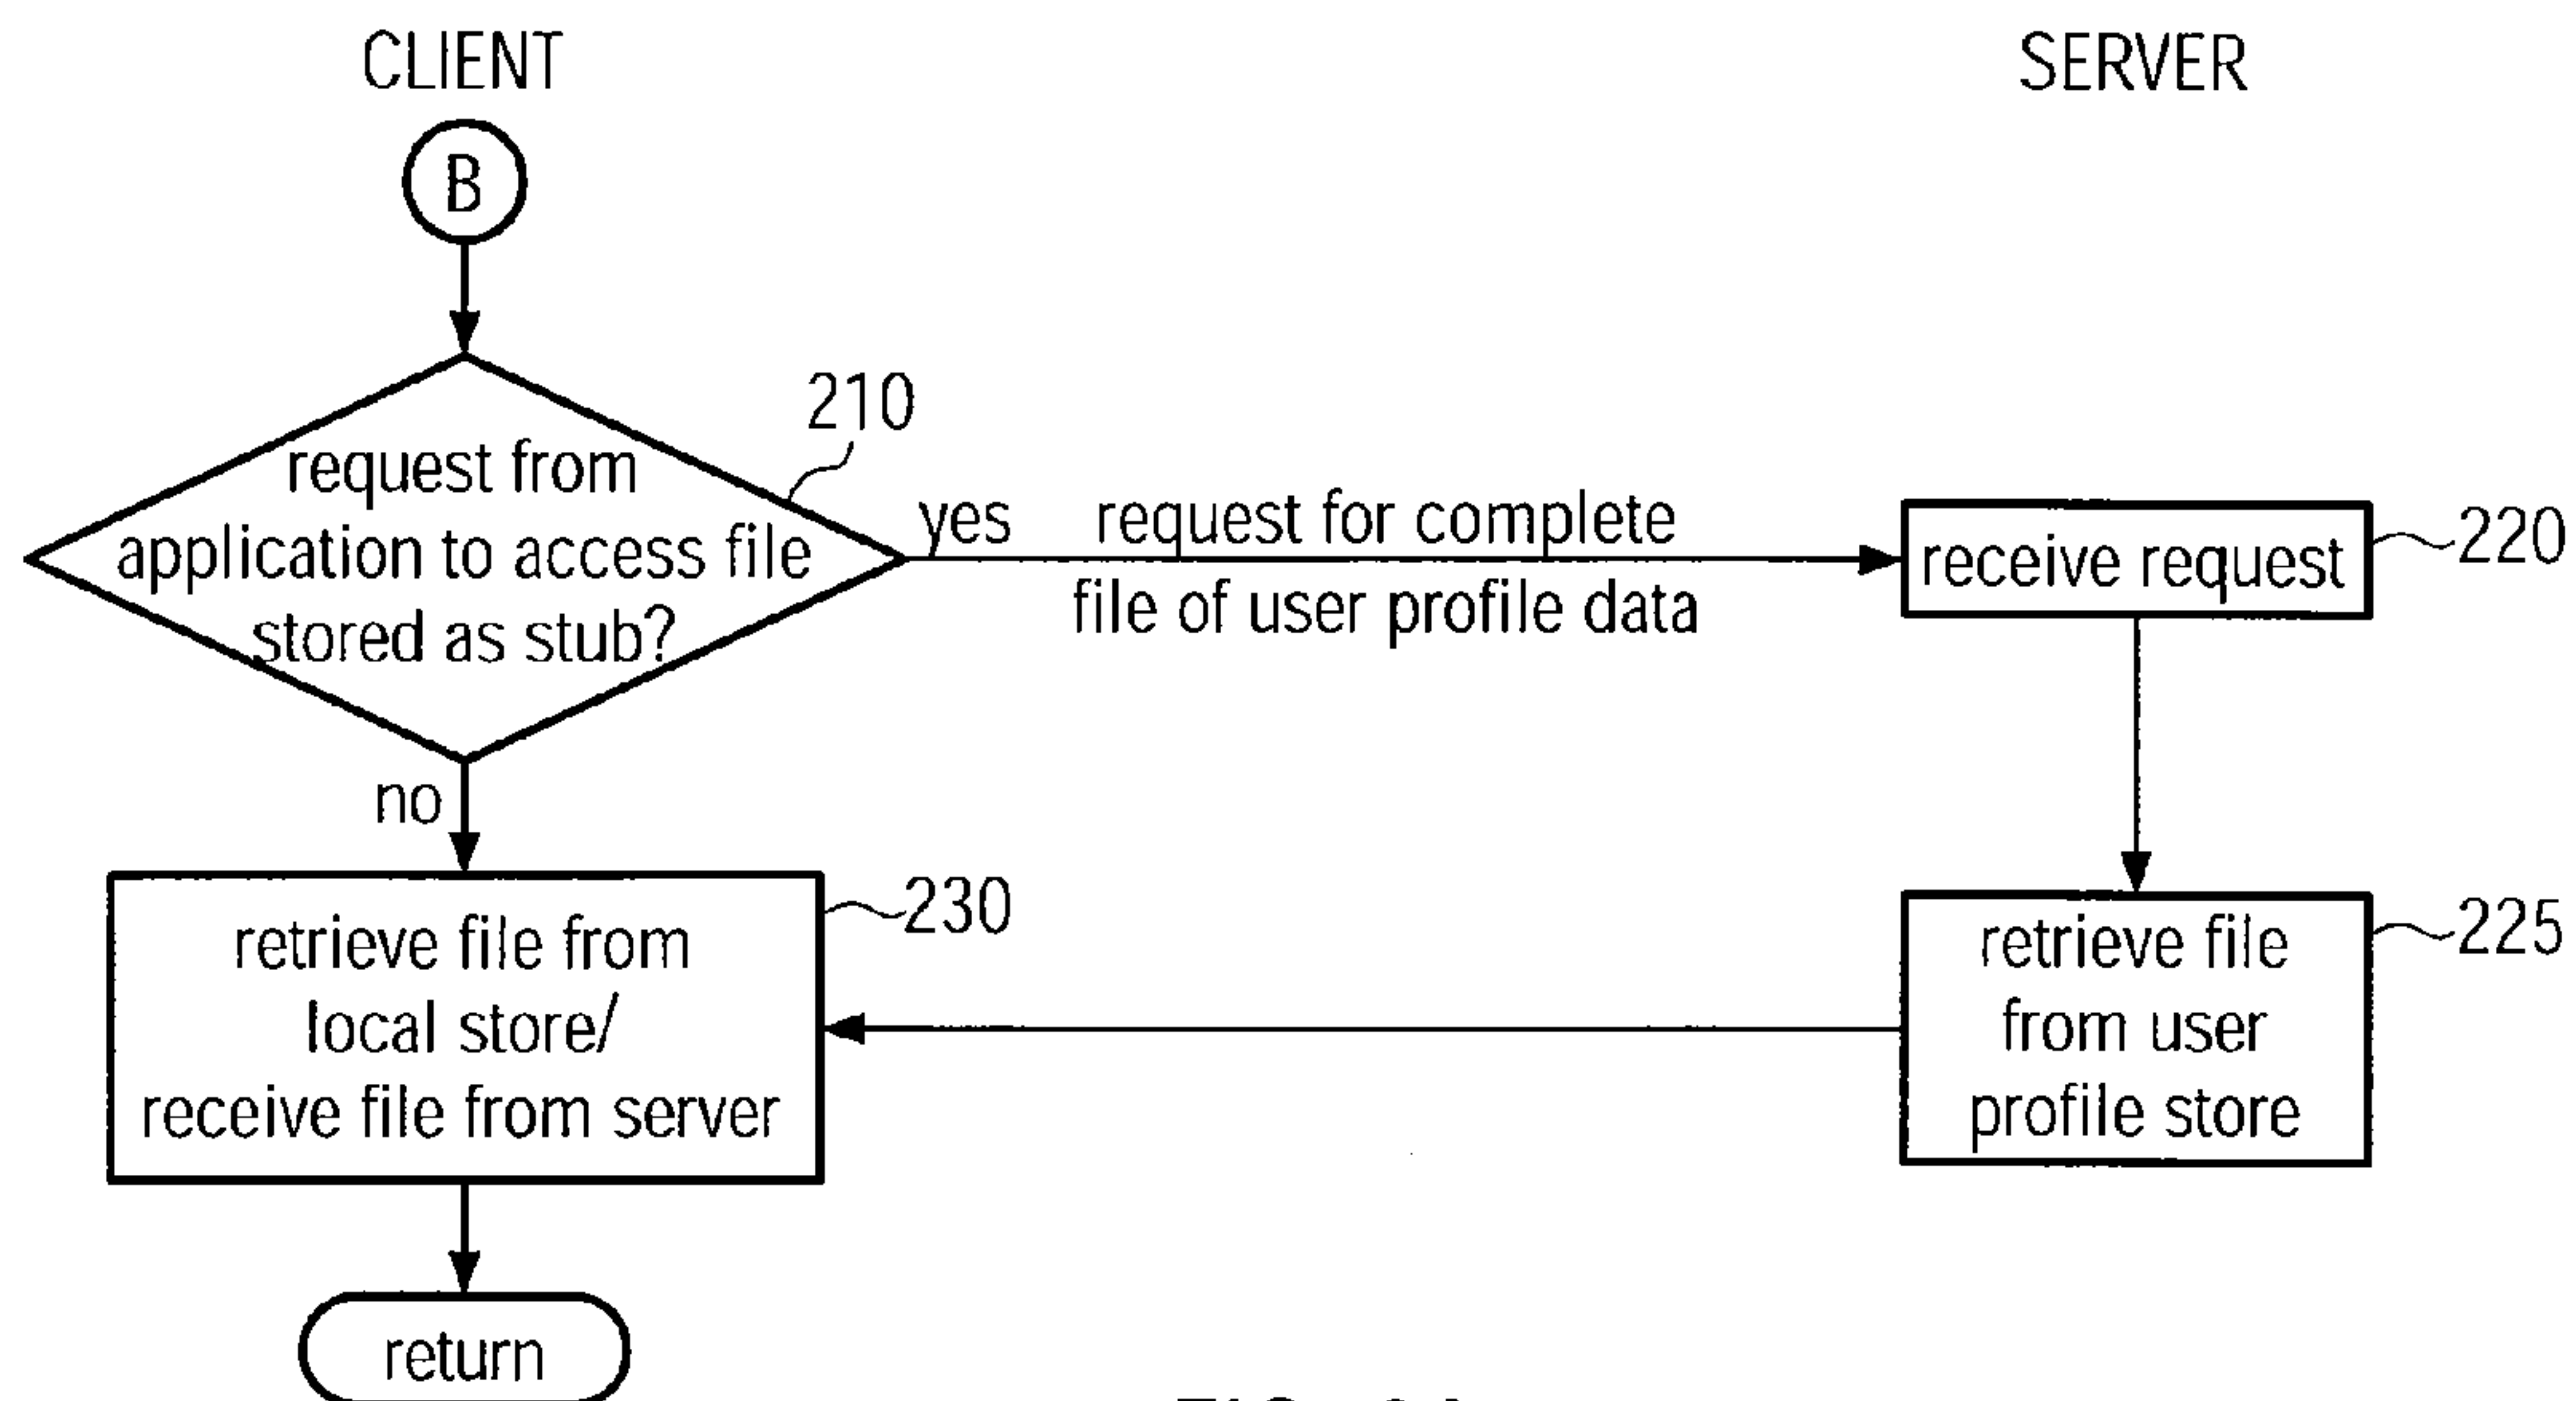 CLIENT
SERVER
B
210
request from
application to access file
stored as stub?
yes
request for complete
file of user profile data
receive request
220
no
retrieve file from
local store/
receive file from server
230
retrieve file
from user
profile store
225
return